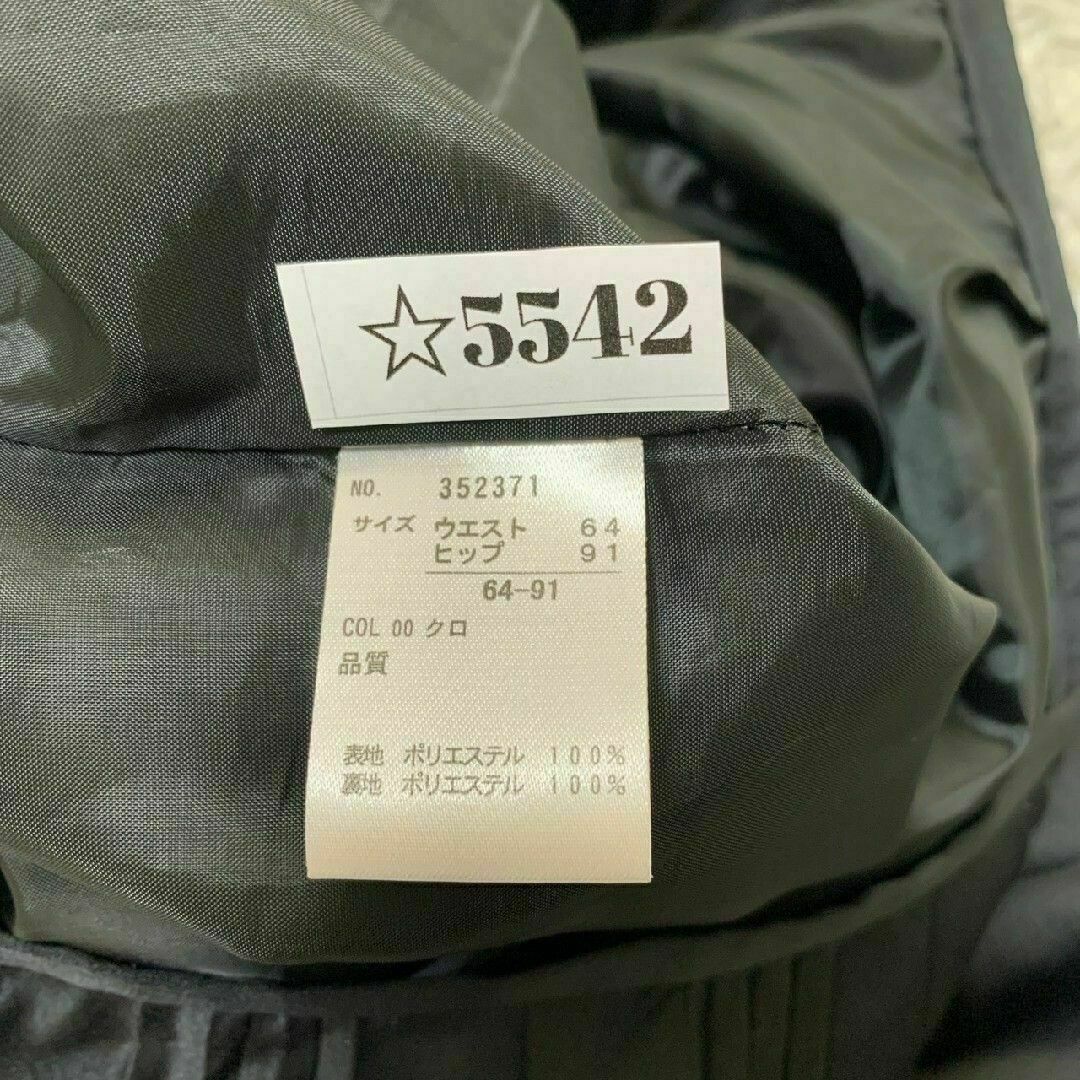 ☆5542
NO. 352371
サイズ ウエスト 64
ヒップ 91
64-91
COL 00 クロ
品質
表地 ポリエステル 100%
裏地 ポリエステル 100%